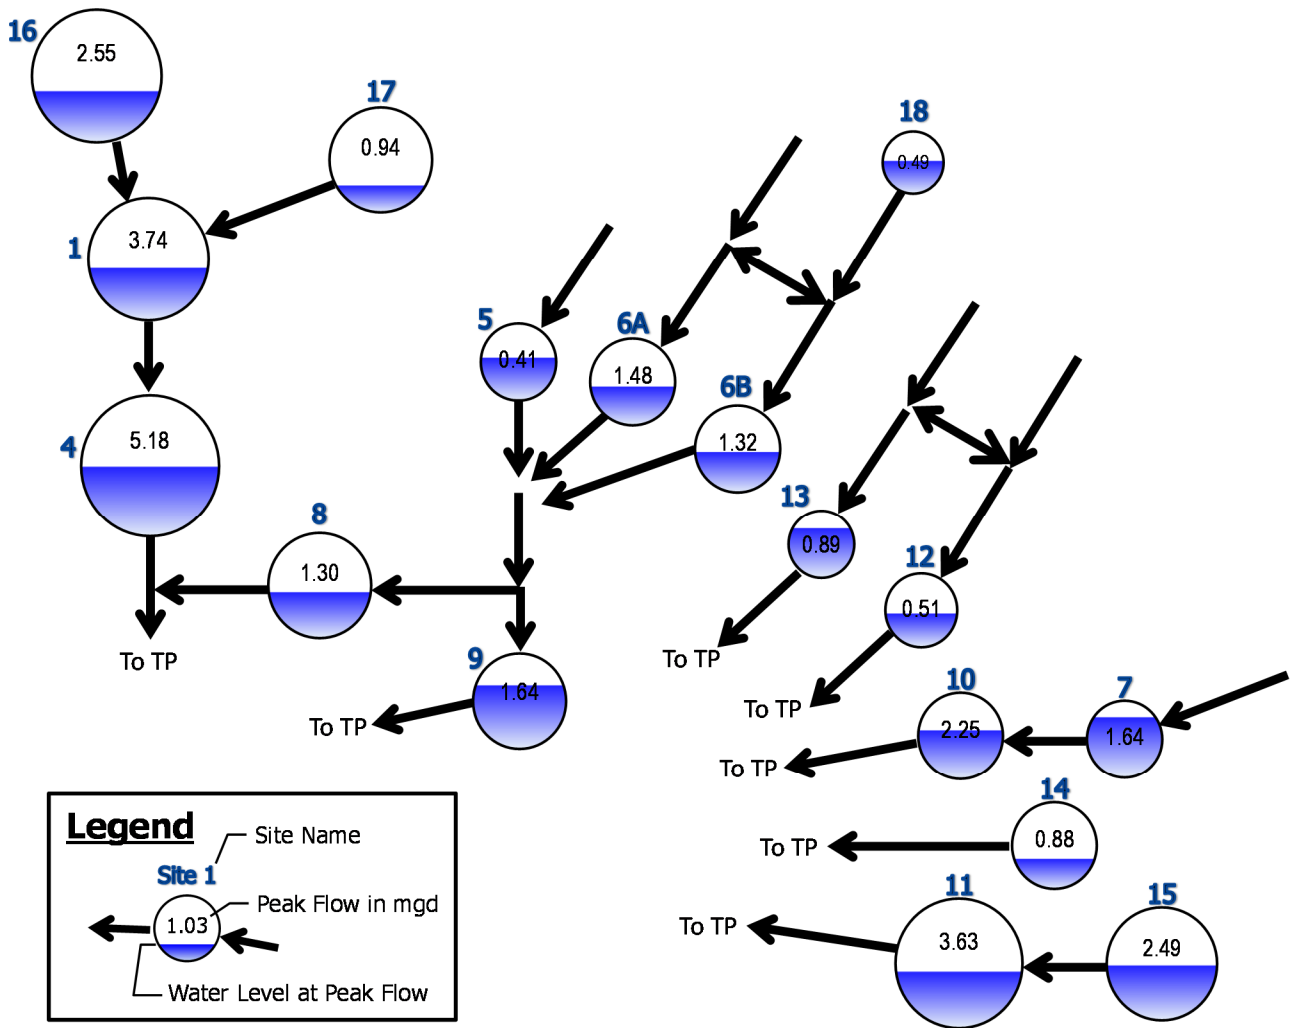 16
2.55
17
0.94
18
0.49
1
3.74
5
0.41
6A
1.48
6B
1.32
4
5.18
13
0.89
8
1.30
12
0.51
To TP
To TP
9
1.64
To TP
To TP
10
2.25
7
1.64
To TP
14
0.88
To TP
11
3.63
15
2.49
To TP
Legend
Site Name
Site 1
Peak Flow in mgd
1.03
Water Level at Peak Flow